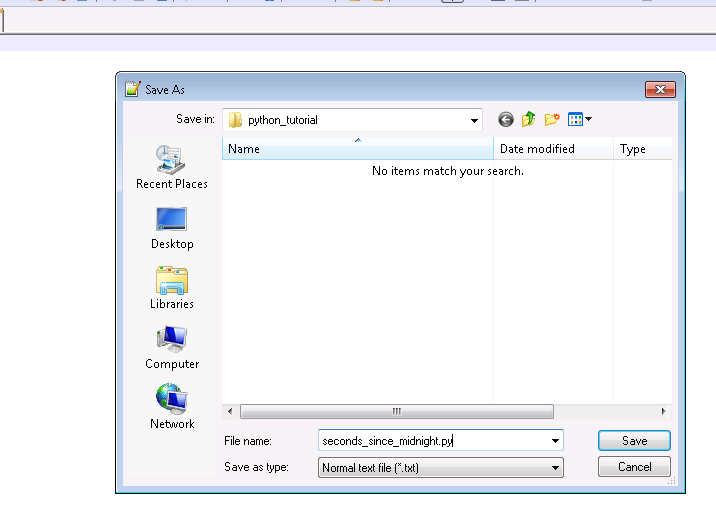 Save As
Save in: python_tutorial
Name Date modified Type
No items match your search.
Recent Places
Desktop
Libraries
Computer
Network
File name: seconds_since_midnight.py Save
Save as type: Normal text file (*.txt) Cancel